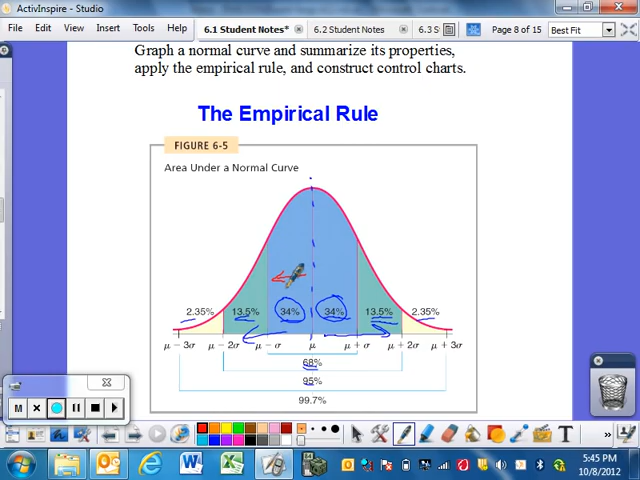 ActivInspire - Studio
File Edit View Insert Tools Help 6.1 Student Notes* 6.2 Student Notes 6.3 S Page 8 of 15 Best Fit
Graph a normal curve and summarize its properties,
apply the empirical rule, and construct control charts.
The Empirical Rule
FIGURE 6-5
Area Under a Normal Curve
2.35% 13.5% 34% 34% 13.5% 2.35%
μ − 3σ μ − 2σ μ − σ μ μ + σ μ + 2σ μ + 3σ
68%
95%
99.7%
M
T
»
5:45 PM
10/8/2012